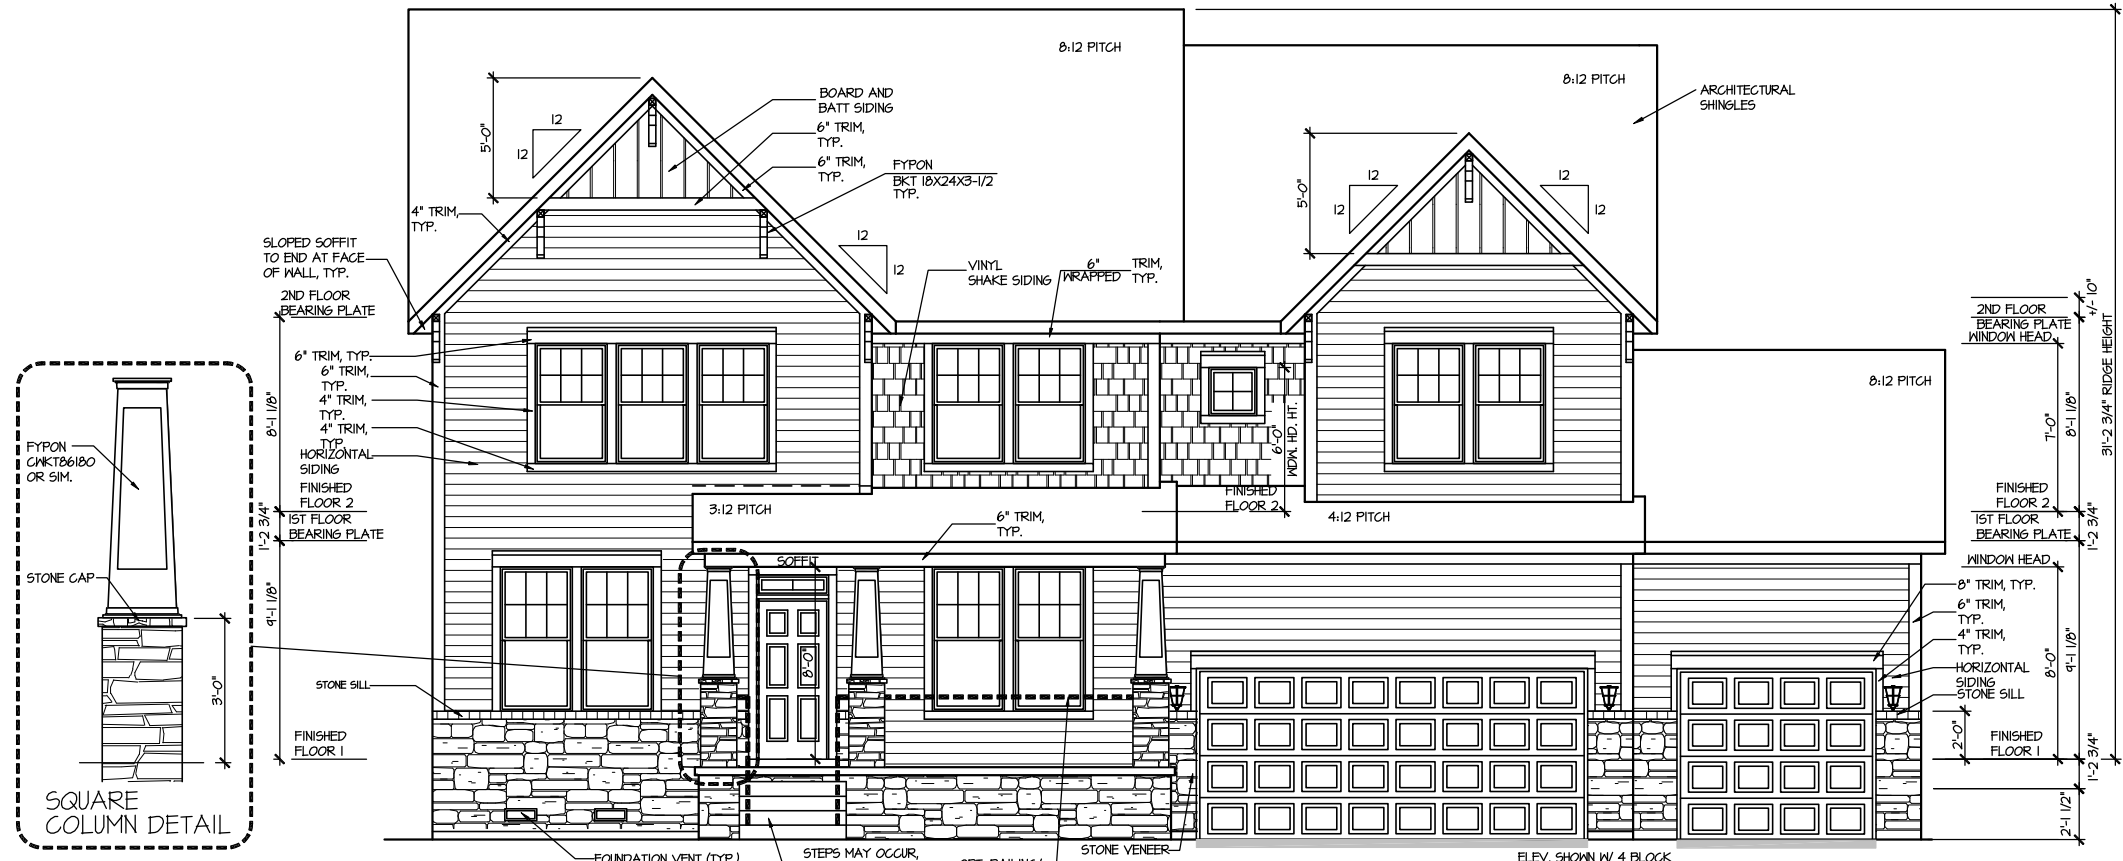 8:12 PITCH
8:12 PITCH
ARCHITECTURAL
SHINGLES
BOARD AND
BATT SIDING
6" TRIM,
TYP.
6" TRIM,
TYP.
FYPON
BKT 18X24X3-1/2
TYP.
5'-0"
12
12
12
12
5'-0"
12
12
12
12
4" TRIM,
TYP.
SLOPED SOFFIT
TO END AT FACE
OF WALL, TYP.
2ND FLOOR
BEARING PLATE
VINYL
SHAKE SIDING
6"
WRAPPED
TRIM,
TYP.
+/- 10"
2ND FLOOR
BEARING PLATE
WINDOW HEAD
31'-2 3/4" RIDGE HEIGHT
6" TRIM, TYP.
6" TRIM,
TYP.
4" TRIM,
TYP.
4" TRIM,
TYP.
HORIZONTAL
SIDING
8'-1 1/8"
8:12 PITCH
7'-0"
8'-1 1/8"
6'-0"
WDW. HD. HT.
FINISHED
FLOOR 2
1ST FLOOR
BEARING PLATE
1'-2 3/4"
3:12 PITCH
6" TRIM,
TYP.
FINISHED
FLOOR 2
4:12 PITCH
FINISHED
FLOOR 2
1ST FLOOR
BEARING PLATE
1'-2 3/4"
WINDOW HEAD
SOFFIT
8'-0"
9'-1 1/8"
8" TRIM, TYP.
6" TRIM,
TYP.
4" TRIM,
TYP.
HORIZONTAL
SIDING
STONE SILL
8'-0"
9'-1 1/8"
STONE SILL
FINISHED
FLOOR 1
2'-0"
FINISHED
FLOOR 1
1'-2 3/4"
2'-1 1/2"
FYPON
CWKT86180
OR SIM.
STONE CAP
3'-0"
SQUARE
COLUMN DETAIL
FOUNDATION VENT (TYP.)
STEPS MAY OCCUR,
OPT. RAILING/
STONE VENEER
ELEV. SHOWN W/ 4 BLOCK